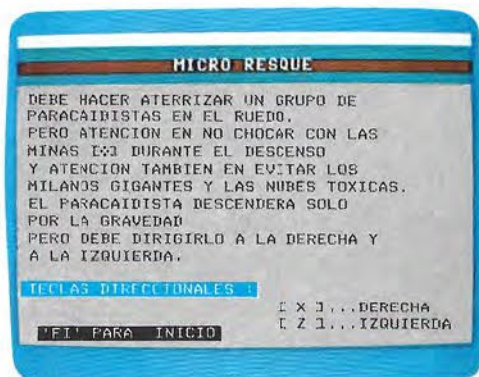 MICRO RESQUE
DEBE HACER ATERRIZAR UN GRUPO DE
PARACAIDISTAS EN EL RUEDO.
PERO ATENCION EN NO CHOCAR CON LAS
MINAS [⁘] DURANTE EL DESCENSO
Y ATENCION TAMBIEN EN EVITAR LOS
MILANOS GIGANTES Y LAS NUBES TOXICAS.
EL PARACAIDISTA DESCENDERA SOLO
POR LA GRAVEDAD
PERO DEBE DIRIGIRLO A LA DERECHA Y
A LA IZQUIERDA.
TECLAS DIRECCIONALES :
[ X ]...DERECHA
[ Z ]...IZQUIERDA
'F1' PARA INICIO